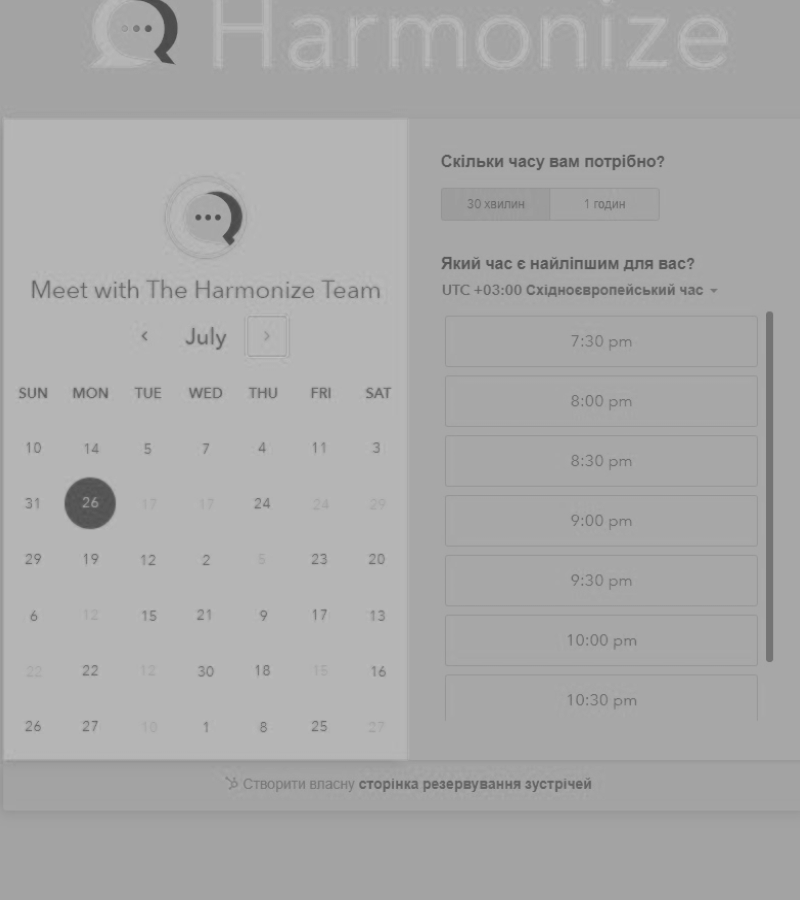 Harmonize
Meet with The Harmonize Team
July
SUN MON TUE WED THU FRI SAT
10 14 5 7 4 11 3
31 26 17 17 24 24 29
29 19 12 2 5 23 20
6 12 15 21 9 17 13
22 22 12 30 18 15 16
26 27 10 1 8 25 27
Скільки часу вам потрібно?
30 хвилин 1 годин
Який час є найліпшим для вас?
UTC +03:00 Східноєвропейський час
7:30 pm
8:00 pm
8:30 pm
9:00 pm
9:30 pm
10:00 pm
10:30 pm
Створити власну сторінка резервування зустрічей